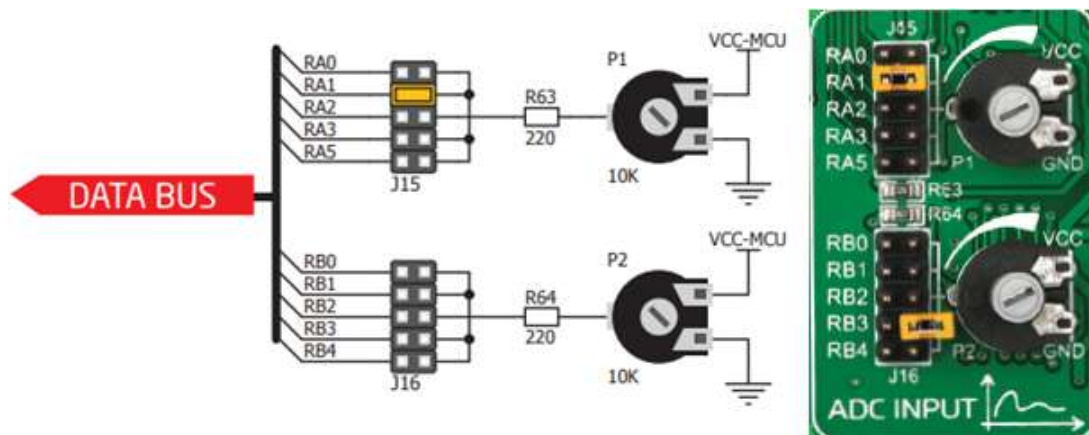 RA0
RA1
RA2
RA3
RA5
J15
R63
220
P1
10K
VCC-MCU
DATA BUS
RB0
RB1
RB2
RB3
RB4
J16
R64
220
P2
10K
VCC-MCU
J15
RA0
RA1
RA2
RA3
RA5
VCC
P1
GND
R63
R64
RB0
RB1
RB2
RB3
RB4
VCC
P2
GND
J16
ADC INPUT